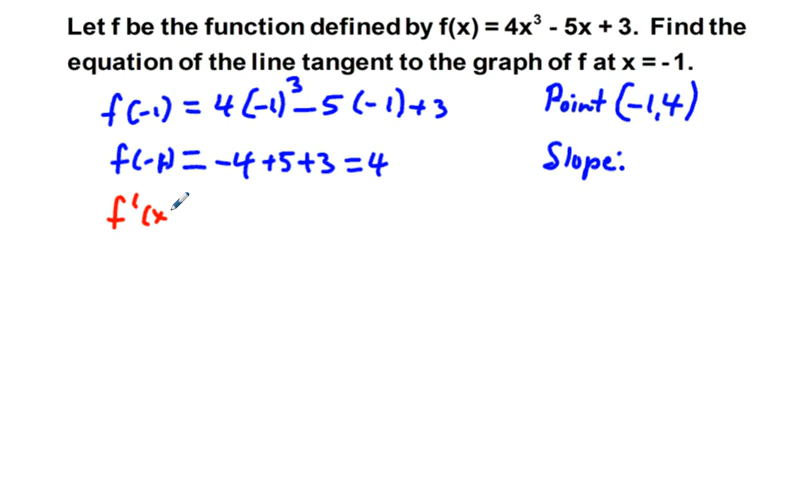 Let f be the function defined by f(x) = 4x³ - 5x + 3. Find the
equation of the line tangent to the graph of f at x = -1.
f(-1) = 4(-1)³ - 5(-1) + 3
Point (-1, 4)
f(-1) = -4 + 5 + 3 = 4
Slope:
f'(x